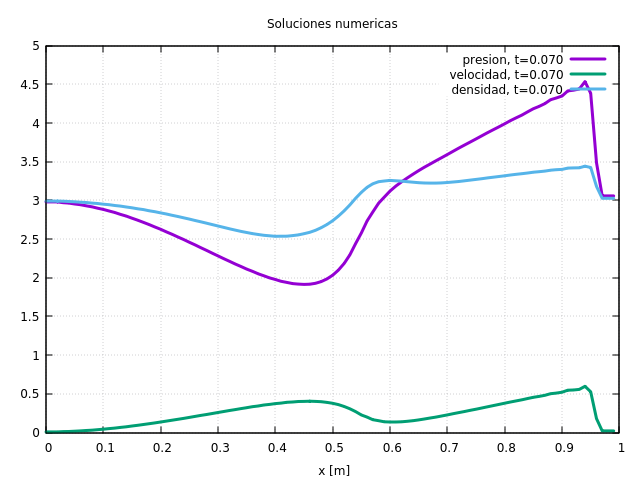 Soluciones numericas
presion, t=0.070
velocidad, t=0.070
densidad, t=0.070
5
4.5
4
3.5
3
2.5
2
1.5
1
0.5
0
0 0.1 0.2 0.3 0.4 0.5 0.6 0.7 0.8 0.9 1
x [m]